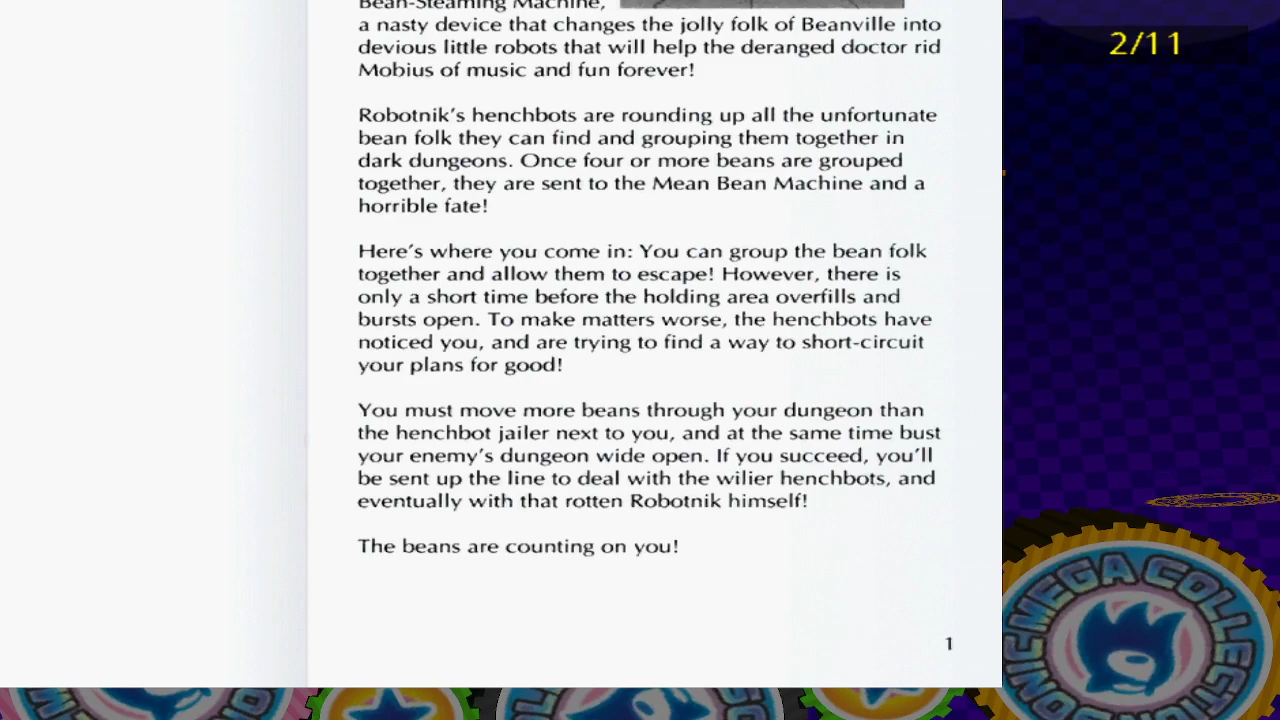 Bean-Steaming Machine,
a nasty device that changes the jolly folk of Beanville into
devious little robots that will help the deranged doctor rid
Mobius of music and fun forever!
2/11
Robotnik's henchbots are rounding up all the unfortunate
bean folk they can find and grouping them together in
dark dungeons. Once four or more beans are grouped
together, they are sent to the Mean Bean Machine and a
horrible fate!
Here's where you come in: You can group the bean folk
together and allow them to escape! However, there is
only a short time before the holding area overfills and
bursts open. To make matters worse, the henchbots have
noticed you, and are trying to find a way to short-circuit
your plans for good!
You must move more beans through your dungeon than
the henchbot jailer next to you, and at the same time bust
your enemy's dungeon wide open. If you succeed, you'll
be sent up the line to deal with the wilier henchbots, and
eventually with that rotten Robotnik himself!
The beans are counting on you!
1
MEGA